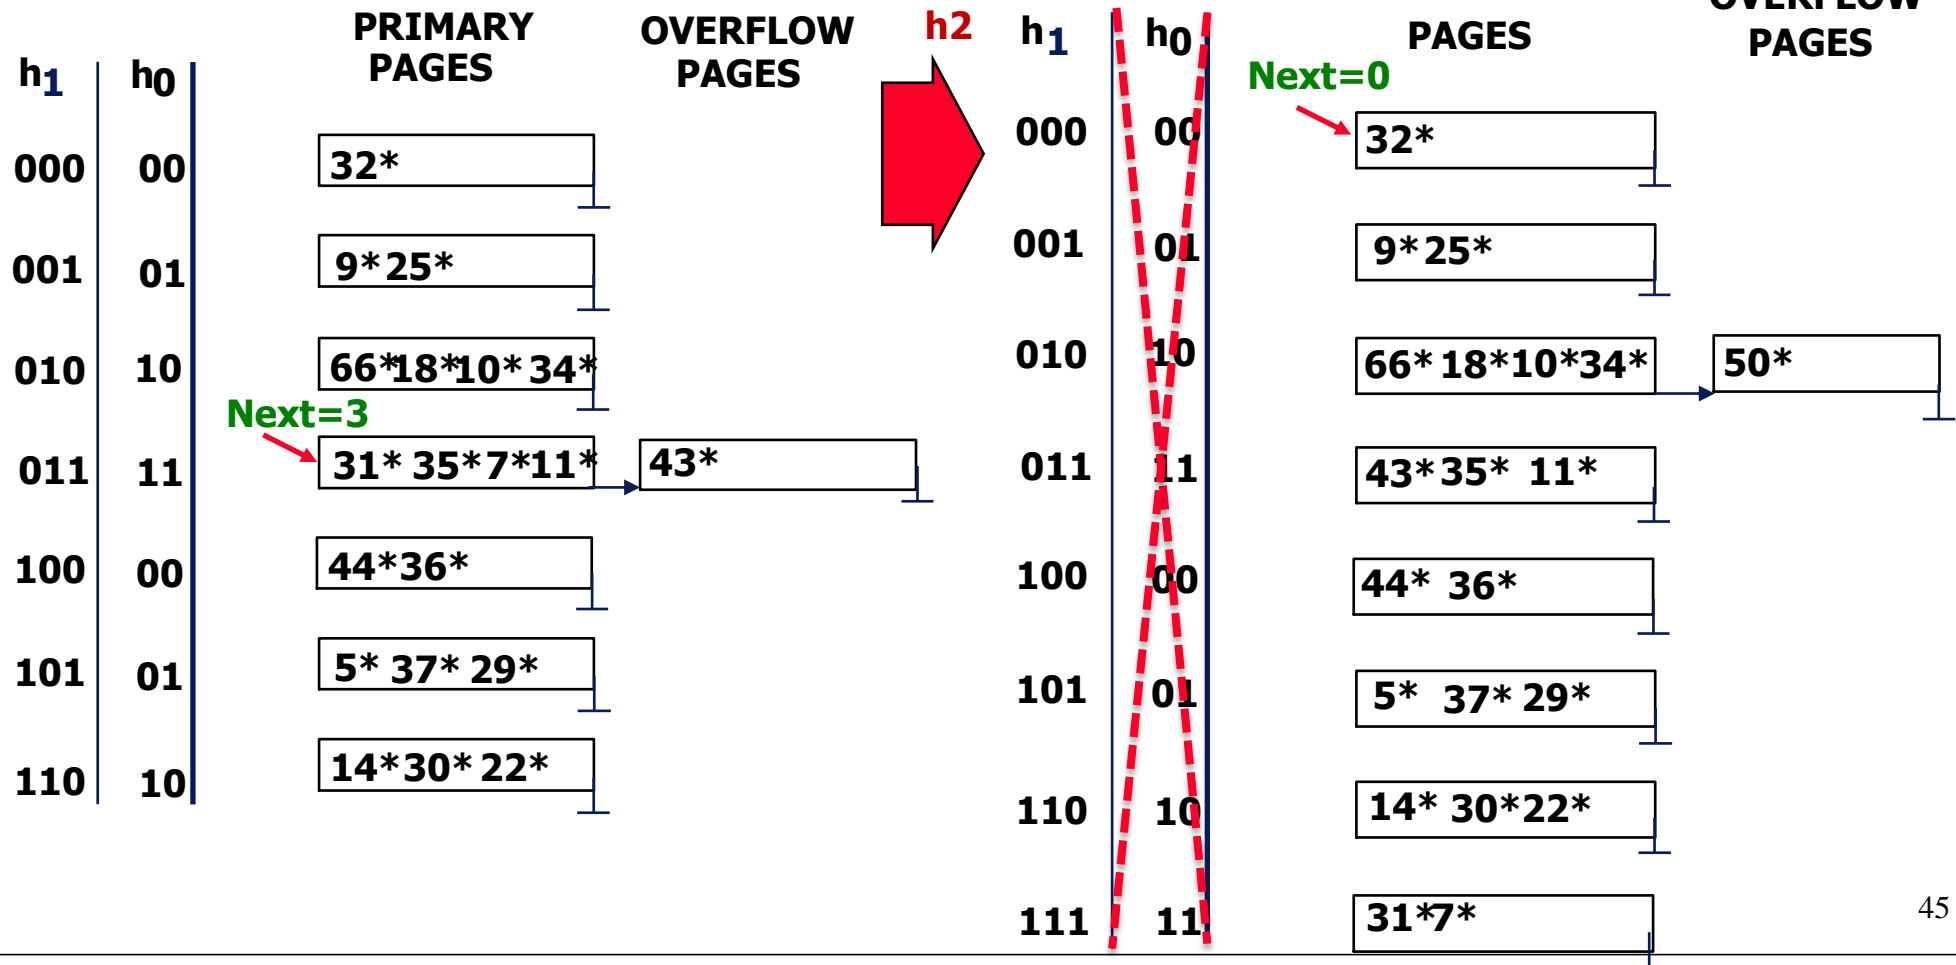 PRIMARY
PAGES
OVERFLOW
PAGES
h1 h0
000 00 32*
001 01 9* 25*
010 10 66* 18* 10* 34*
Next=3
011 11 31* 35* 7* 11* 43*
100 00 44* 36*
101 01 5* 37* 29*
110 10 14* 30* 22*
h2 h1 h0
PAGES
OVERFLOW
PAGES
Next=0
000 00 32*
001 01 9* 25*
010 10 66* 18* 10* 34* 50*
011 11 43* 35* 11*
100 00 44* 36*
101 01 5* 37* 29*
110 10 14* 30* 22*
111 11 31* 7*
45